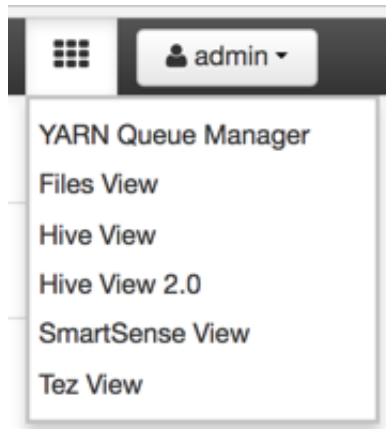 admin
YARN Queue Manager
Files View
Hive View
Hive View 2.0
SmartSense View
Tez View